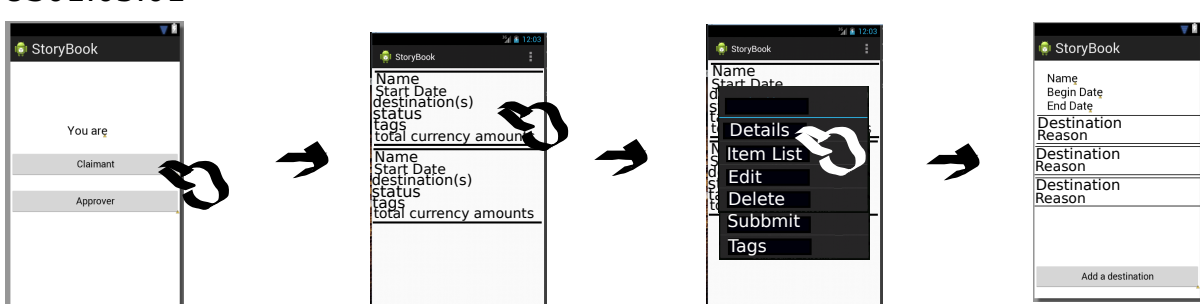 StoryBook
You are
Claimant
Approver
12:03
StoryBook
Name
Start Date
destination(s)
status
tags
total currency amounts
Name
Start Date
destination(s)
status
tags
total currency amounts
12:03
StoryBook
Name
Start Date
Details
Item List
Edit
Delete
Subbmit
Tags
StoryBook
Name
Begin Date
End Date
Destination
Reason
Destination
Reason
Destination
Reason
Add a destination